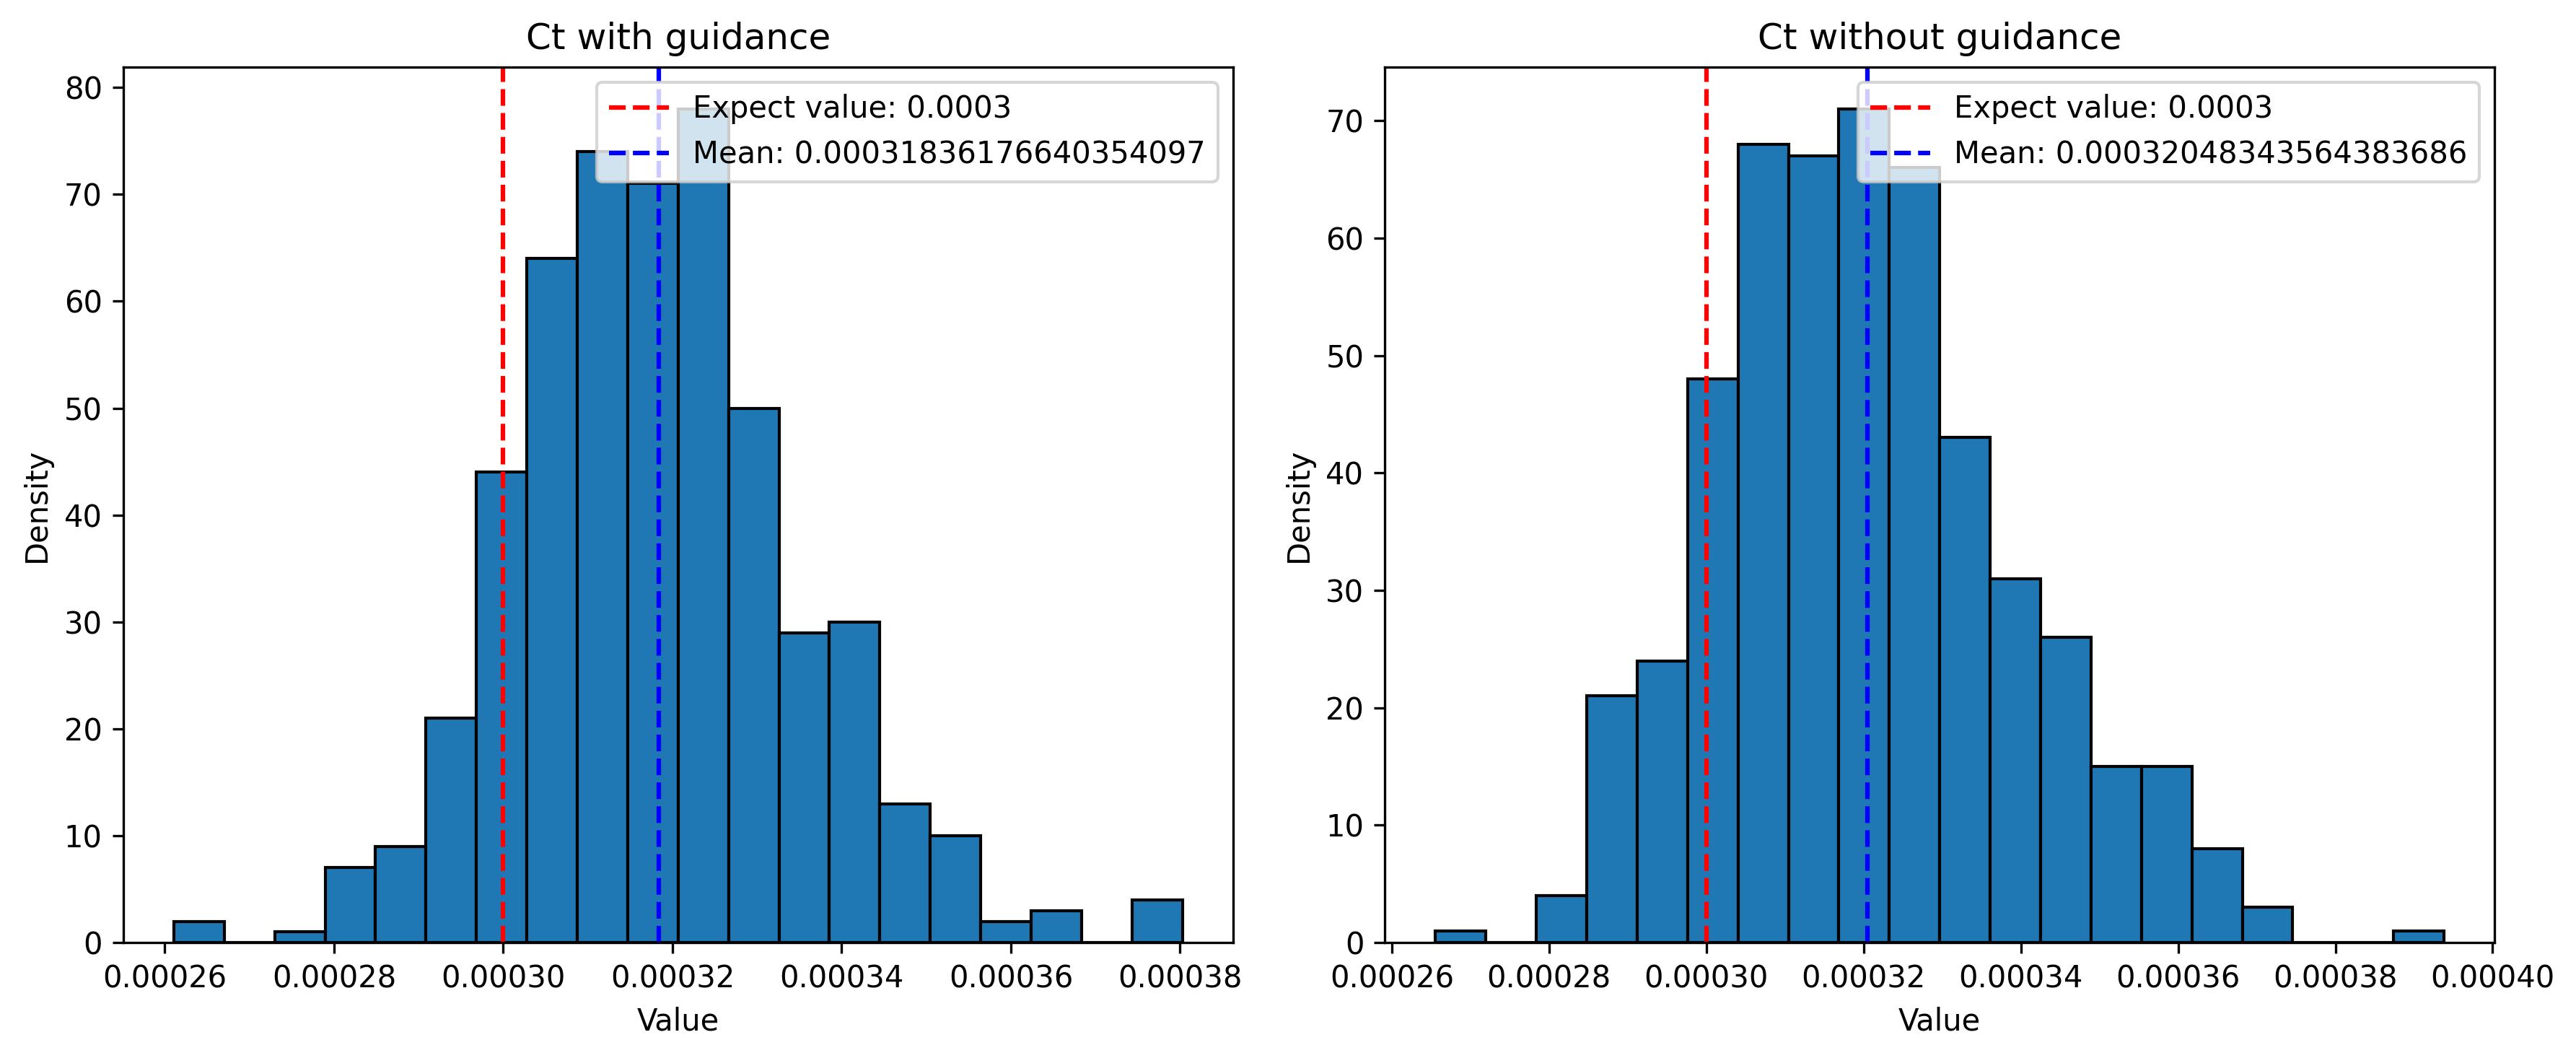 Ct with guidance
80
70
60
50
40
30
20
10
0
Density
0.00026 0.00028 0.00030 0.00032 0.00034 0.00036 0.00038
Value
Expect value: 0.0003
Mean: 0.00031836176640354097
Ct without guidance
70
60
50
40
30
20
10
0
Density
0.00026 0.00028 0.00030 0.00032 0.00034 0.00036 0.00038 0.00040
Value
Expect value: 0.0003
Mean: 0.00032048343564383686